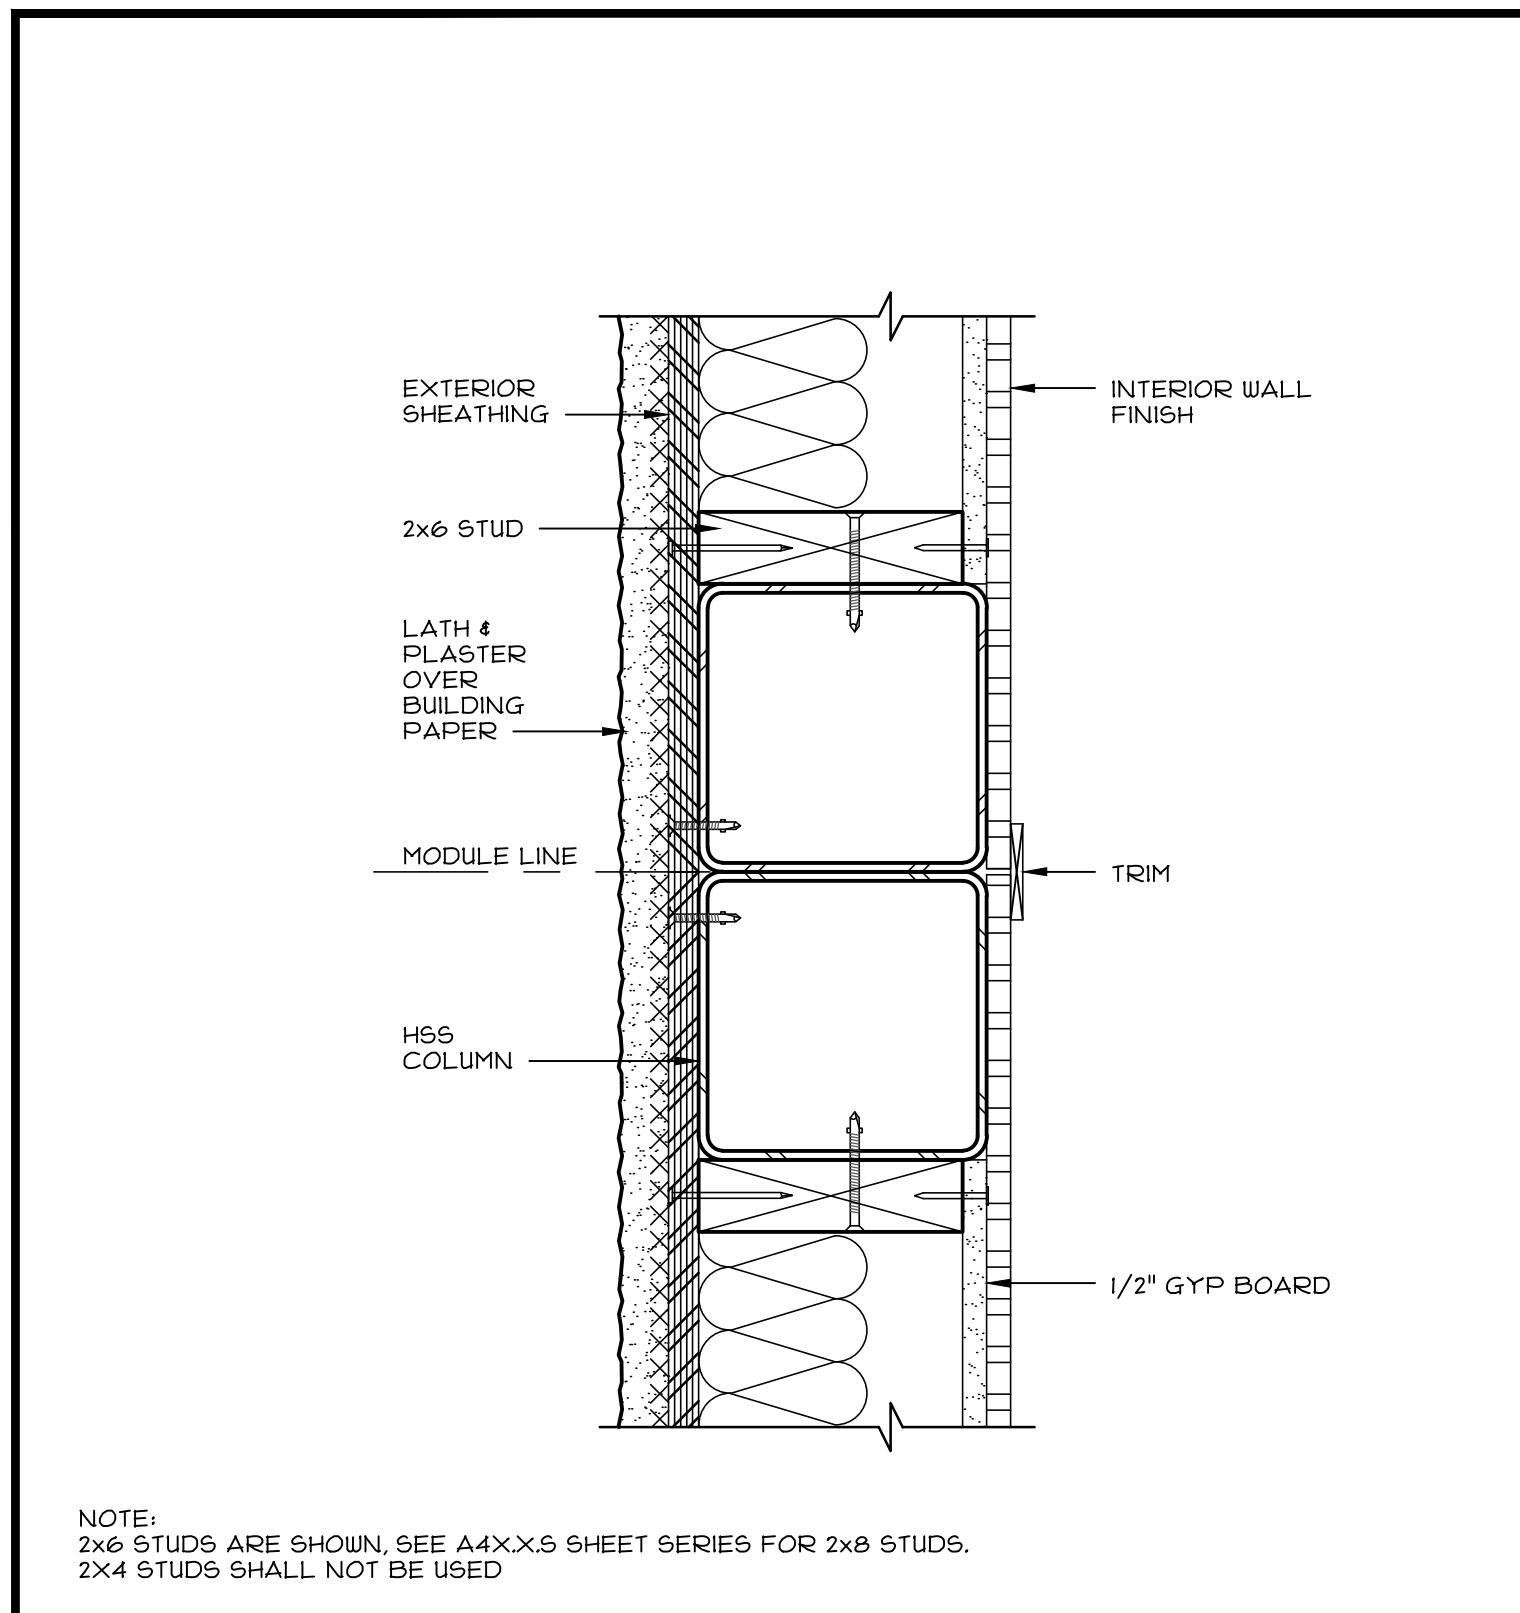 EXTERIOR
SHEATHING
INTERIOR WALL
FINISH
2x6 STUD
LATH &
PLASTER
OVER
BUILDING
PAPER
MODULE LINE
TRIM
HSS
COLUMN
1/2" GYP BOARD
NOTE:
2x6 STUDS ARE SHOWN, SEE A4X.X.S SHEET SERIES FOR 2x8 STUDS.
2X4 STUDS SHALL NOT BE USED